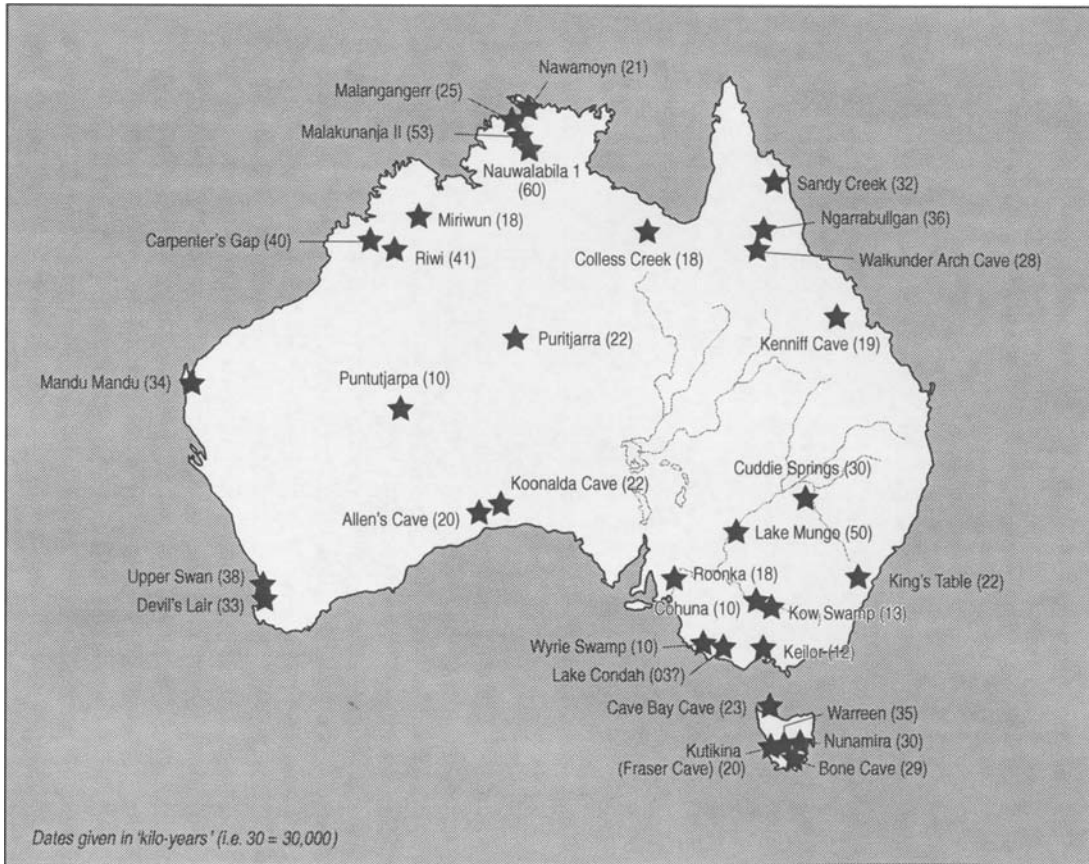 Nawamoyn (21)
Malangangerr (25)
Malakunanja II (53)
Nauwalabila 1
(60)
Sandy Creek (32)
Miriwun (18)
Ngarrabullgan (36)
Carpenter's Gap (40)
Riwi (41)
Colless Creek (18)
Walkunder Arch Cave (28)
Puritjarra (22)
Kenniff Cave (19)
Mandu Mandu (34)
Puntutjarpa (10)
Cuddie Springs (30)
Koonalda Cave (22)
Allen's Cave (20)
Lake Mungo (50)
Upper Swan (38)
Roonka (18)
King's Table (22)
Devil's Lair (33)
Cohuna (10)
Kow Swamp (13)
Wyrie Swamp (10)
Keilor (12)
Lake Condah (03?)
Cave Bay Cave (23)
Warreen (35)
Kutikina
(Fraser Cave) (20)
Nunamira (30)
Bone Cave (29)
Dates given in 'kilo-years' (i.e. 30 = 30,000)